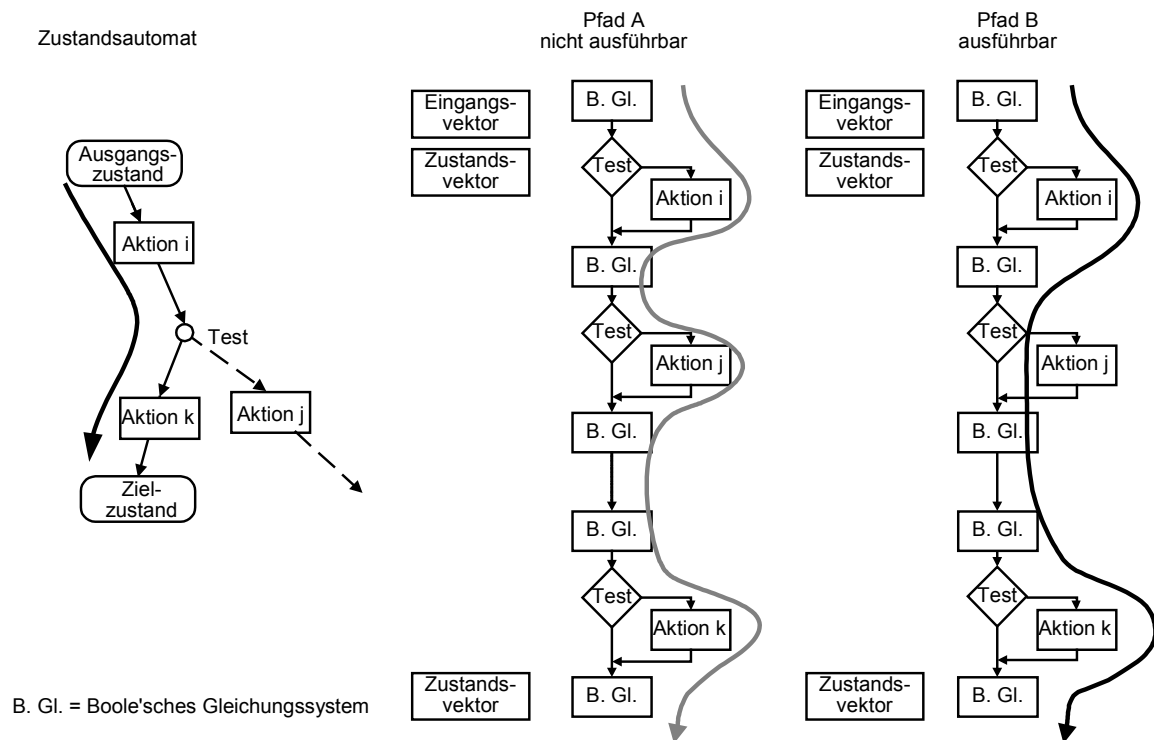 Zustandsautomat
Ausgangs-
zustand
Aktion i
Test
Aktion k
Aktion j
Ziel-
zustand
B. Gl. = Boole'sches Gleichungssystem
Pfad A
nicht ausführbar
Eingangs-
vektor
Zustands-
vektor
B. Gl.
Test
Aktion i
B. Gl.
Test
Aktion j
B. Gl.
B. Gl.
Test
Aktion k
Zustands-
vektor
B. Gl.
Pfad B
ausführbar
Eingangs-
vektor
Zustands-
vektor
B. Gl.
Test
Aktion i
B. Gl.
Test
Aktion j
B. Gl.
B. Gl.
Test
Aktion k
Zustands-
vektor
B. Gl.